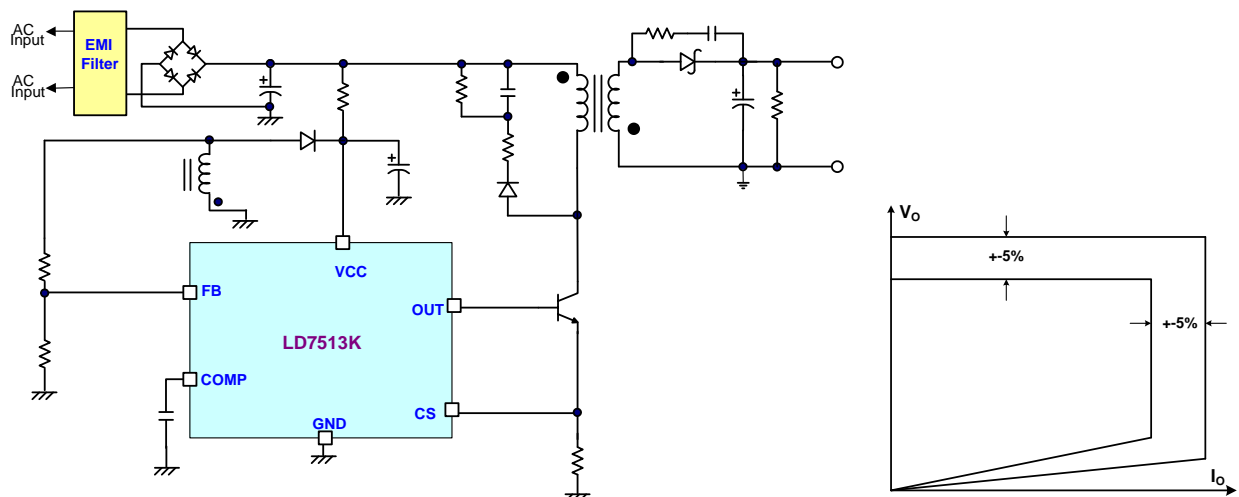 AC
Input
AC
Input
EMI
Filter
+
+
+
VCC
FB
OUT
LD7513K
COMP
CS
GND
VO
+-5%
+-5%
IO